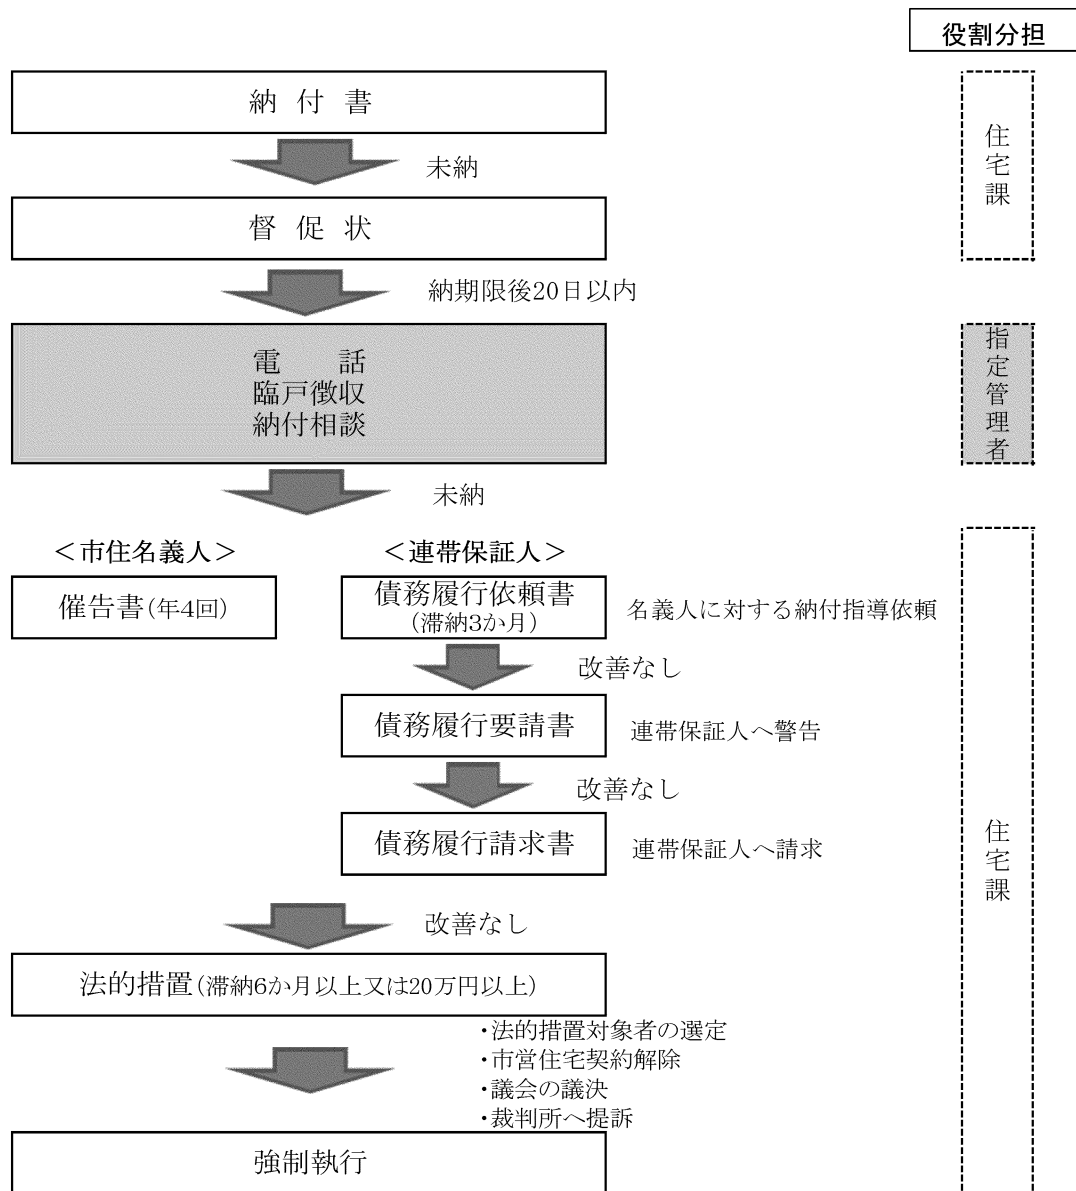 役割分担
納 付 書
未納
督 促 状
住宅課
納期限後20日以内
電　　話
臨戸徴収
納付相談
指定管理者
未納
＜市住名義人＞
＜連帯保証人＞
催告書(年4回)
債務履行依頼書
(滞納3か月)
名義人に対する納付指導依頼
改善なし
債務履行要請書
連帯保証人へ警告
改善なし
債務履行請求書
連帯保証人へ請求
住宅課
改善なし
法的措置(滞納6か月以上又は20万円以上)
・法的措置対象者の選定
・市営住宅契約解除
・議会の議決
・裁判所へ提訴
強制執行